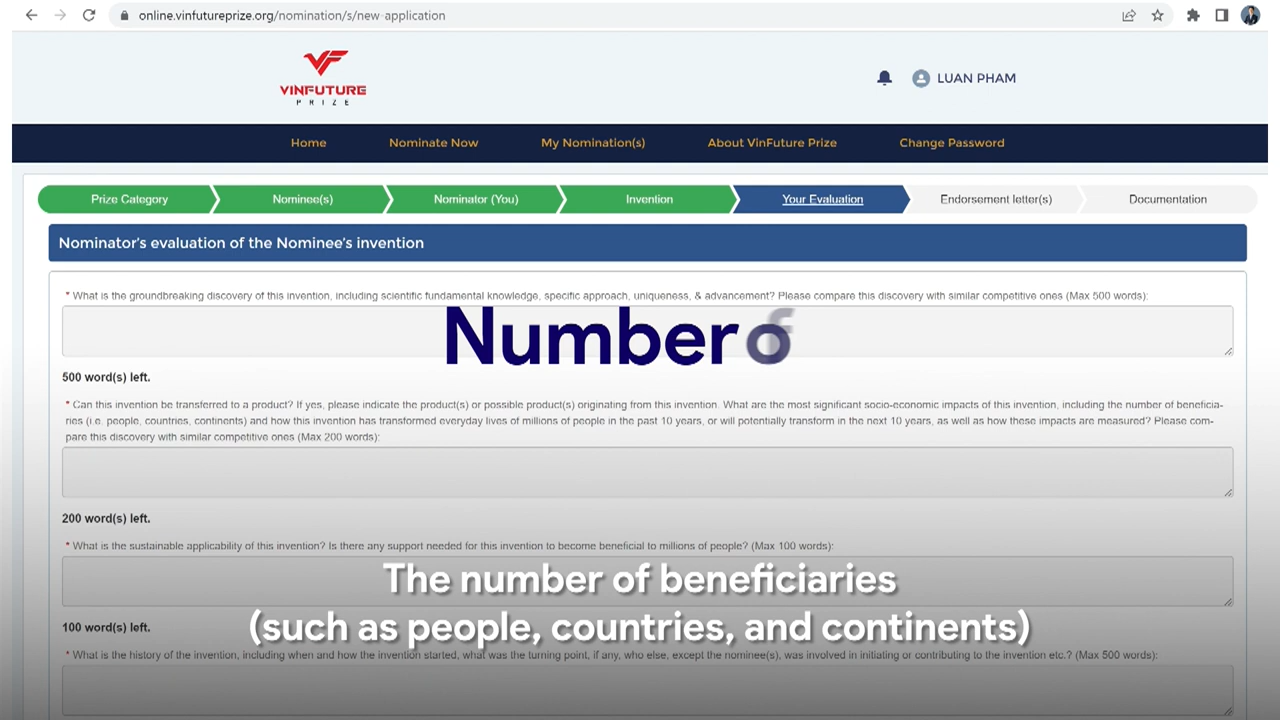 online.vinfutureprize.org/nomination/s/new-application
VINFUTURE
PRIZE
LUAN PHAM
Home
Nominate Now
My Nomination(s)
About VinFuture Prize
Change Password
Prize Category
Nominee(s)
Nominator (You)
Invention
Your Evaluation
Endorsement letter(s)
Documentation
Nominator's evaluation of the Nominee's invention
* What is the groundbreaking discovery of this invention, including scientific fundamental knowledge, specific approach, uniqueness, & advancement? Please compare this discovery with similar competitive ones (Max 500 words):
Number of
500 word(s) left.
* Can this invention be transferred to a product? If yes, please indicate the product(s) or possible product(s) originating from this invention. What are the most significant socio-economic impacts of this invention, including the number of beneficia-
ries (i.e. people, countries, continents) and how this invention has transformed everyday lives of millions of people in the past 10 years, or will potentially transform in the next 10 years, as well as how these impacts are measured? Please com-
pare this discovery with similar competitive ones (Max 200 words):
200 word(s) left.
* What is the sustainable applicability of this invention? Is there any support needed for this invention to become beneficial to millions of people? (Max 100 words):
The number of beneficiaries
(such as people, countries, and continents)
100 word(s) left.
* What is the history of the invention, including when and how the invention started, what was the turning point, if any, who else, except the nominee(s), was involved in initiating or contributing to the invention etc.? (Max 500 words):